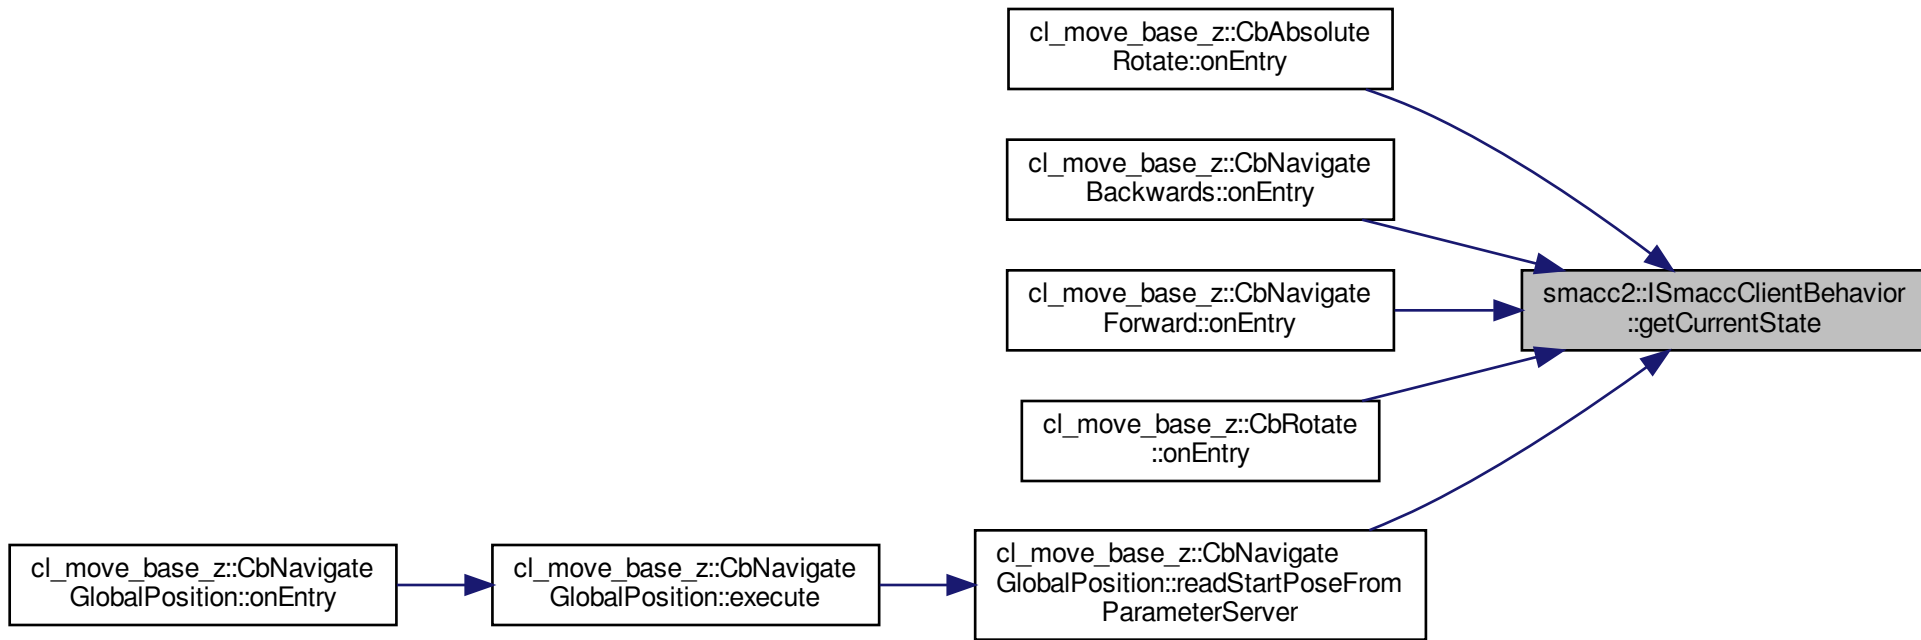 cl_move_base_z::CbAbsolute
Rotate::onEntry
cl_move_base_z::CbNavigate
Backwards::onEntry
cl_move_base_z::CbNavigate
Forward::onEntry
smacc2::ISmaccClientBehavior
::getCurrentState
cl_move_base_z::CbRotate
::onEntry
cl_move_base_z::CbNavigate
GlobalPosition::onEntry
cl_move_base_z::CbNavigate
GlobalPosition::execute
cl_move_base_z::CbNavigate
GlobalPosition::readStartPoseFrom
ParameterServer